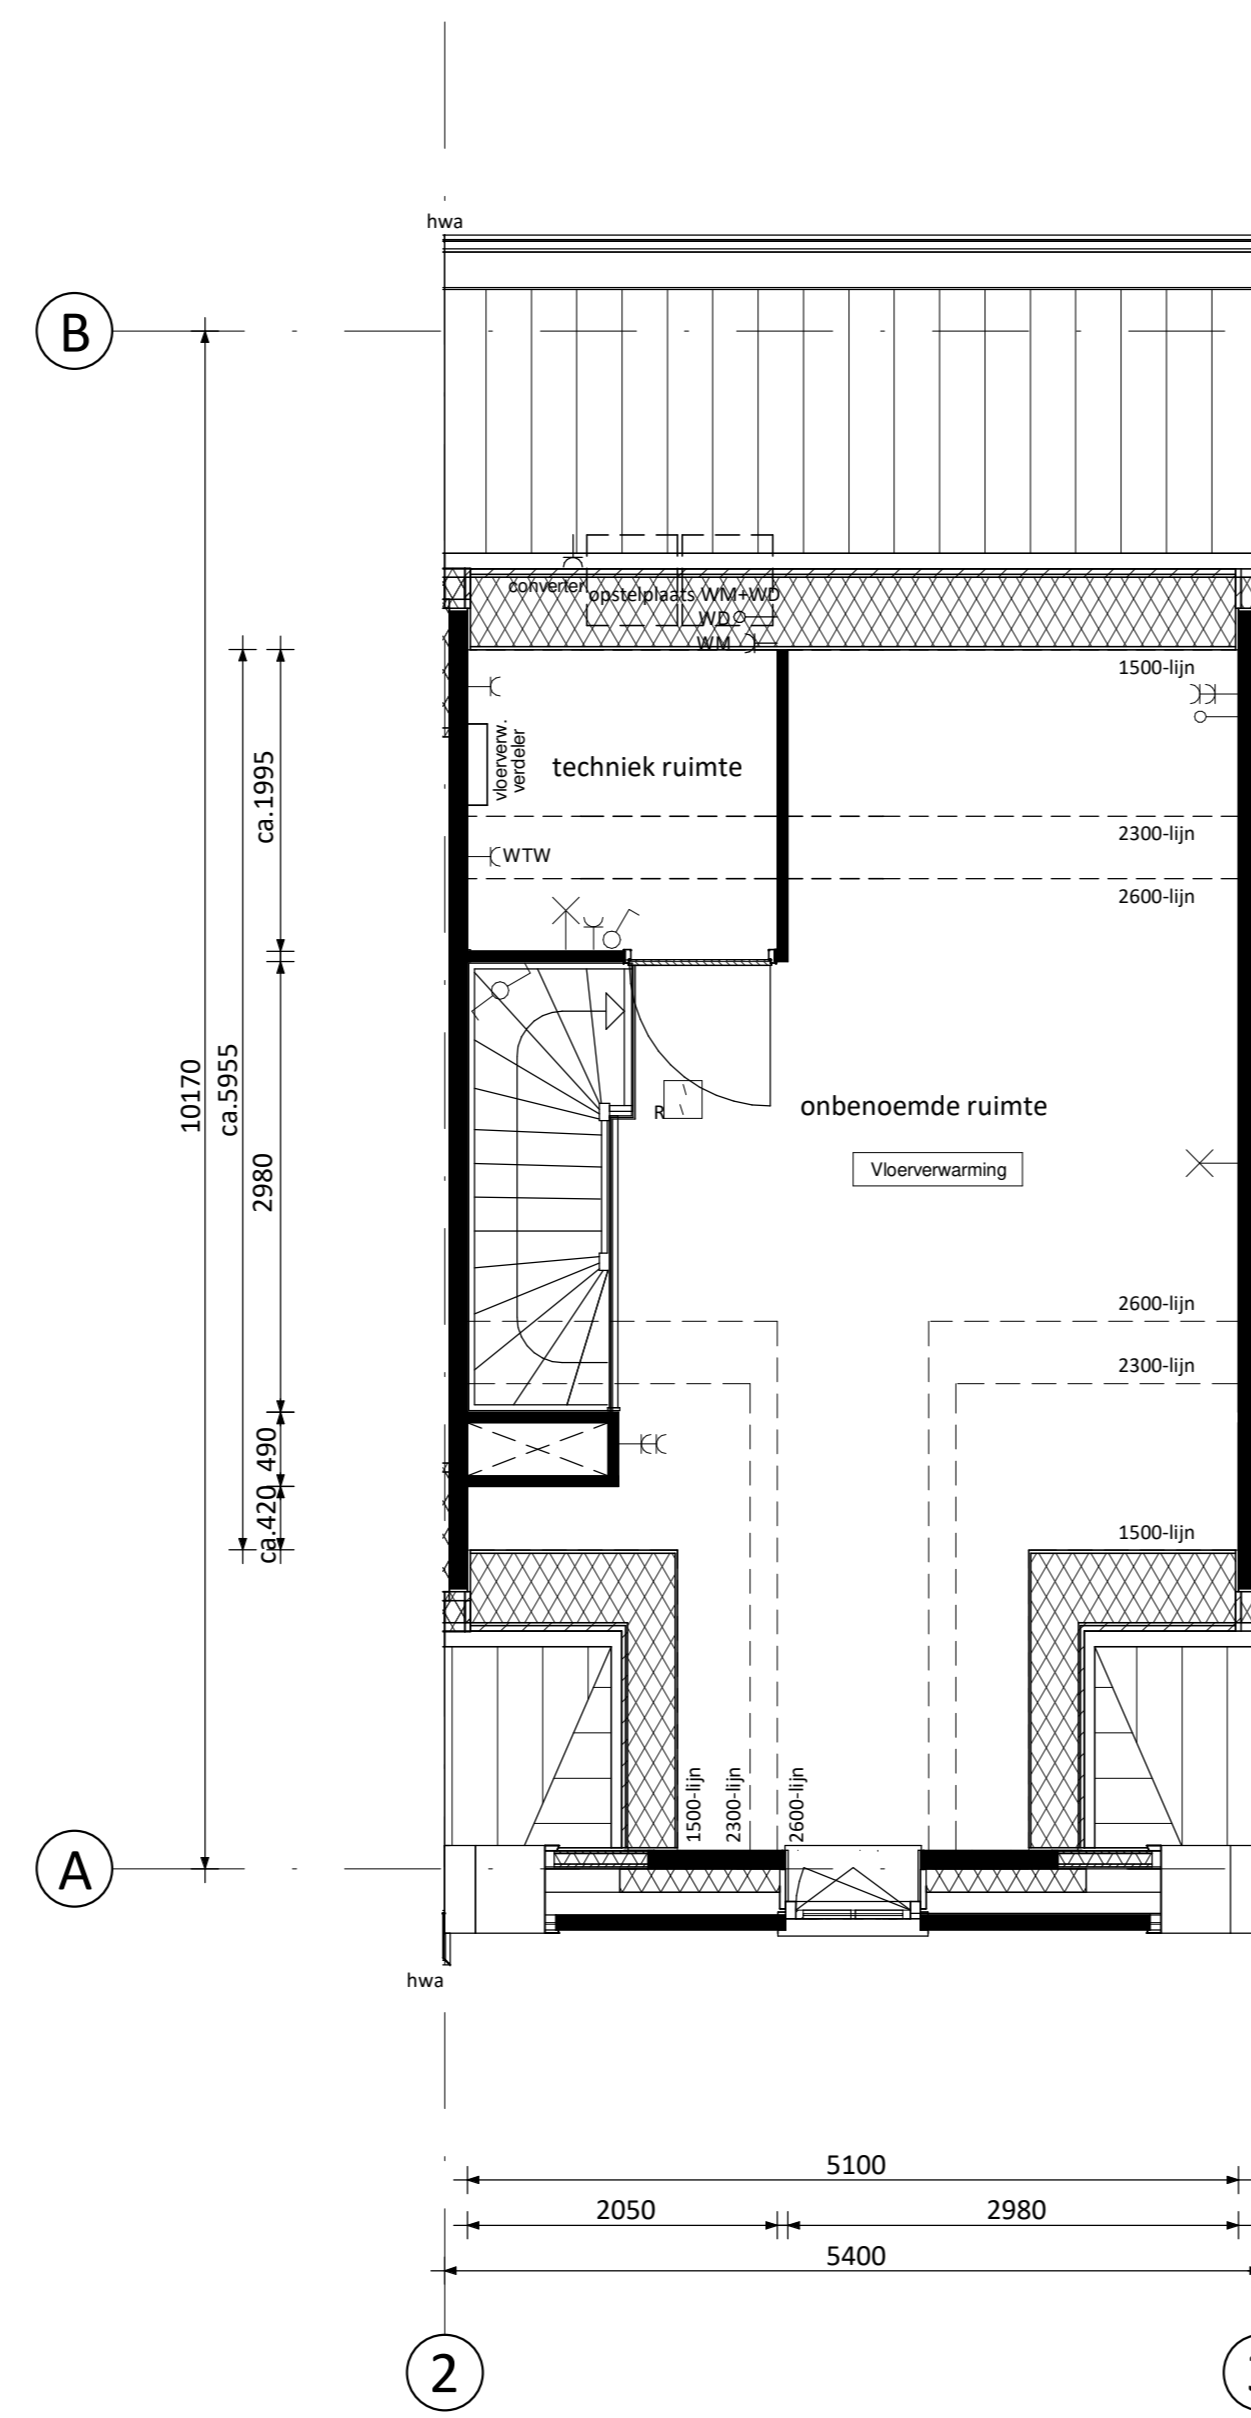 hwa
B
converter
opstelplaats WM+WD
WD
WM
1500-lijn
vloerverw.
verdeler
techniek ruimte
ca.1995
2300-lijn
WTW
2600-lijn
10170
ca.5955
2980
R
onbenoemde ruimte
Vloerverwarming
2600-lijn
2300-lijn
490
ca.420
1500-lijn
1500-lijn
2300-lijn
2600-lijn
A
hwa
5100
2050
2980
5400
2